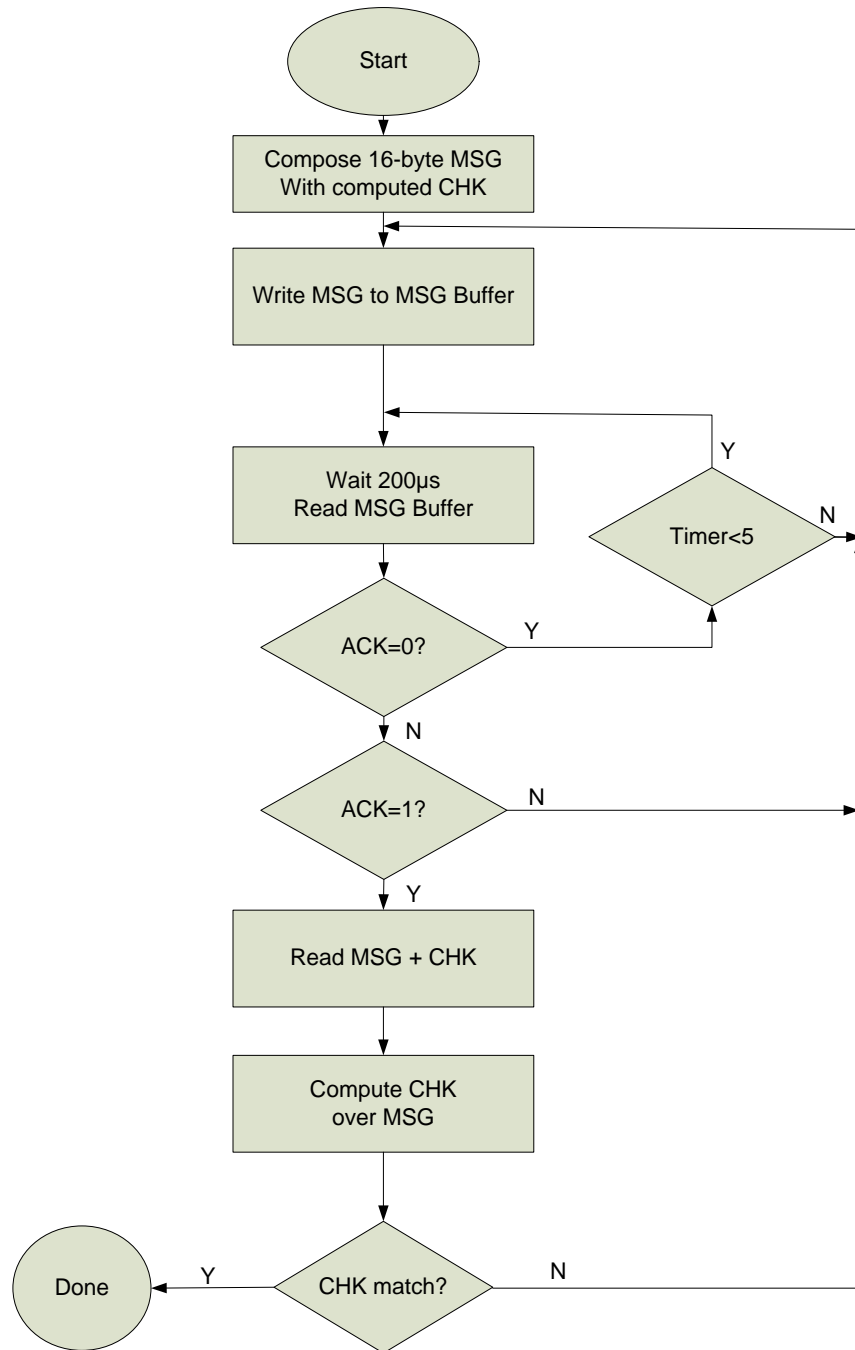 Start
Compose 16-byte MSG
With computed CHK
Write MSG to MSG Buffer
Y
Wait 200µs
Read MSG Buffer
Timer<5
N
ACK=0?
Y
N
ACK=1?
N
Y
Read MSG + CHK
Compute CHK
over MSG
Done
Y
CHK match?
N